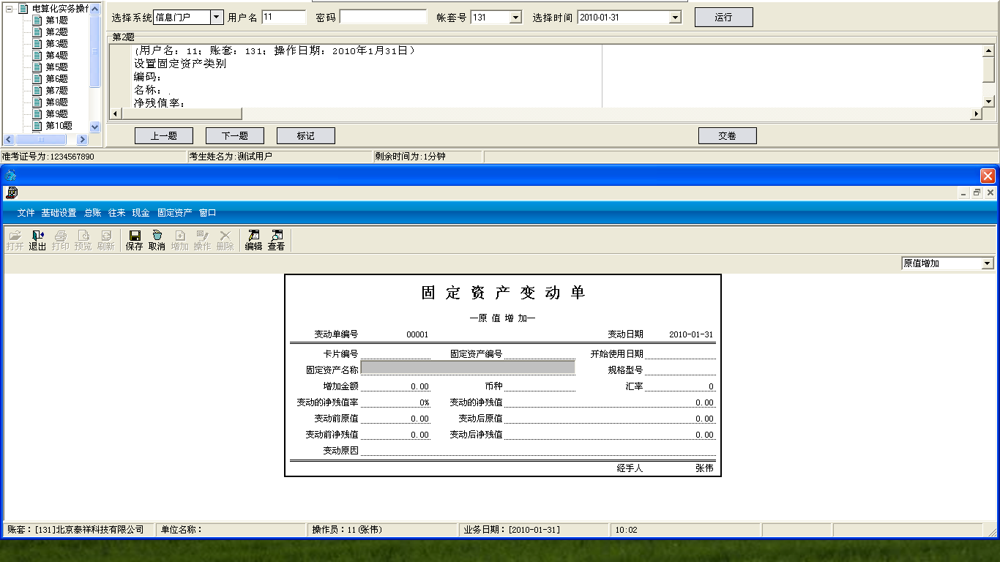 电算化实务操作
第1题
第2题
第3题
第4题
第5题
第6题
第7题
第8题
第9题
第10题
选择系统 信息门户 用户名 11 密码 帐套号 131 选择时间 2010-01-31 运行
第2题
(用户名：11；账套：131；操作日期：2010年1月31日)
设置固定资产类别
编码：
名称：
净残值率：
上一题 下一题 标记 交卷
准考证号为:1234567890 考生姓名为:测试用户 剩余时间为:1分钟
文件 基础设置 总账 往来 现金 固定资产 窗口
打开 退出 打印 预览 刷新 保存 取消 增加 操作 删除 编辑 查看
原值增加
固定资产变动单
—原值增加—
变动单编号 00001 变动日期 2010-01-31
卡片编号 固定资产编号 开始使用日期
固定资产名称 规格型号
增加金额 0.00 币种 汇率 0
变动的净残值率 0% 变动的净残值 0.00
变动前原值 0.00 变动后原值 0.00
变动前净残值 0.00 变动后净残值 0.00
变动原因
经手人 张伟
账套：[131]北京泰祥科技有限公司 单位名称： 操作员：11(张伟) 业务日期：[2010-01-31] 10:02